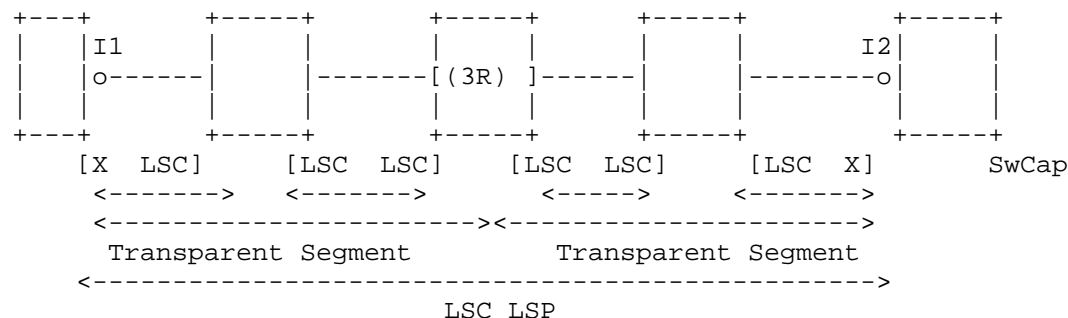 I1 I2
[(3R) ]
[X LSC] [LSC LSC] [LSC LSC] [LSC X] SwCap
Transparent Segment Transparent Segment
LSC LSP